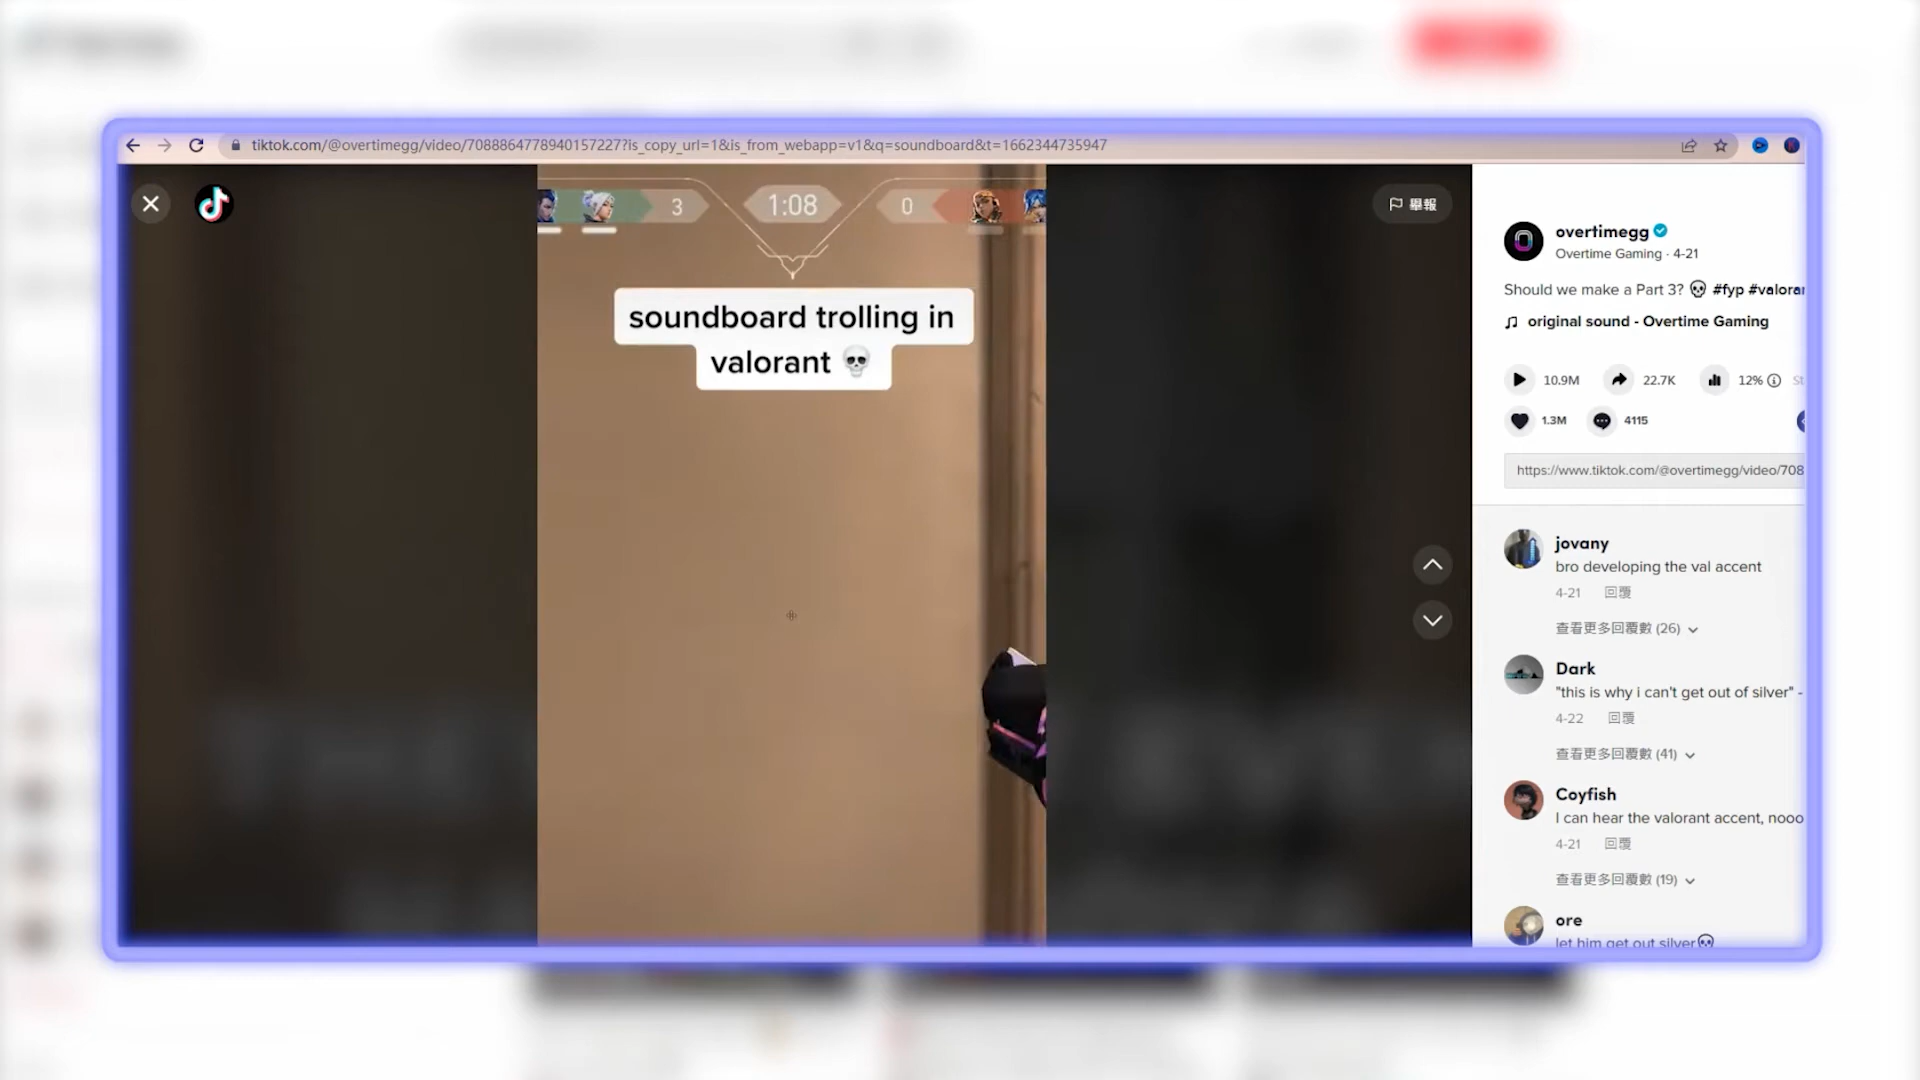 tiktok.com/@overtimegg/video/7088864778940157227?is_copy_url=1&is_from_webapp=v1&q=soundboard&t=1662344735947
3
1:08
0
舉報
soundboard trolling in
valorant 💀
overtimegg
Overtime Gaming · 4-21
Should we make a Part 3? 💀 #fyp #valoran
original sound - Overtime Gaming
10.9M
22.7K
12%
1.3M
4115
https://www.tiktok.com/@overtimegg/video/708
jovany
bro developing the val accent
4-21 回覆
查看更多回覆數 (26)
Dark
"this is why i can't get out of silver" -
4-22 回覆
查看更多回覆數 (41)
Coyfish
I can hear the valorant accent, nooo
4-21 回覆
查看更多回覆數 (19)
ore
let him get out silver💀